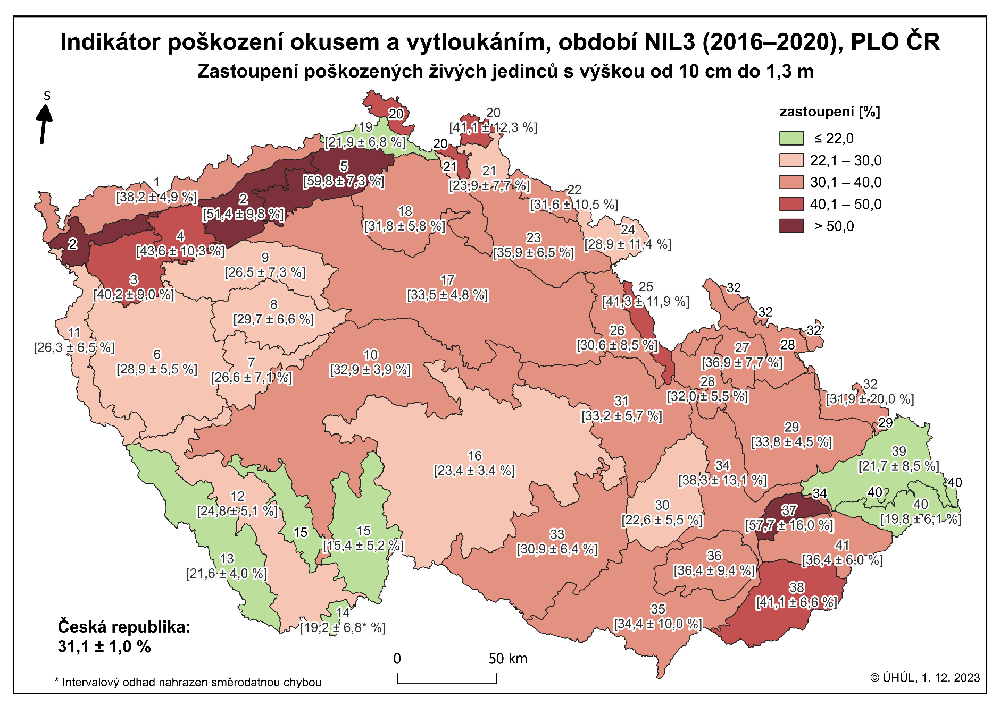 Indikátor poškození okusem a vytloukáním, období NIL3 (2016–2020), PLO ČR
Zastoupení poškozených živých jedinců s výškou od 10 cm do 1,3 m
S
zastoupení [%]
≤ 22,0
22,1 – 30,0
30,1 – 40,0
40,1 – 50,0
> 50,0
20
20
[41,1 ± 12,3 %]
19
[21,9 ± 6,8 %]
20
21
21
[23,9 ± 7,7 %]
5
[59,8 ± 7,3 %]
1
[38,2 ± 4,9 %]
22
[31,6 ± 10,5 %]
2
[51,4 ± 9,8 %]
18
[31,8 ± 5,8 %]
24
[28,9 ± 11,4 %]
2
4
[43,6 ± 10,3 %]
23
[35,9 ± 6,5 %]
9
[26,5 ± 7,3 %]
3
[40,2 ± 9,0 %]
17
[33,5 ± 4,8 %]
25
[41,3 ± 11,9 %]
32
32
32
8
[29,7 ± 6,6 %]
11
[26,3 ± 6,5 %]
26
[30,6 ± 8,5 %]
6
[28,9 ± 5,5 %]
7
[26,6 ± 7,1 %]
10
[32,9 ± 3,9 %]
27
[36,9 ± 7,7 %]
28
28
[32,0 ± 5,5 %]
32
[31,9 ± 20,0 %]
31
[33,2 ± 5,7 %]
29
29
[33,8 ± 4,5 %]
16
[23,4 ± 3,4 %]
34
[38,3 ± 13,1 %]
39
[21,7 ± 8,5 %]
40
40
40
[19,8 ± 6,1 %]
34
12
[24,8 ± 5,1 %]
30
[22,6 ± 5,5 %]
37
[57,7 ± 16,0 %]
15
15
[15,4 ± 5,2 %]
33
[30,9 ± 6,4 %]
41
[36,4 ± 6,0 %]
13
[21,6 ± 4,0 %]
36
[36,4 ± 9,4 %]
38
[41,1 ± 6,6 %]
14
[19,2 ± 6,8* %]
35
[34,4 ± 10,0 %]
Česká republika:
31,1 ± 1,0 %
0 50 km
* Intervalový odhad nahrazen směrodatnou chybou
© ÚHÚL, 1. 12. 2023